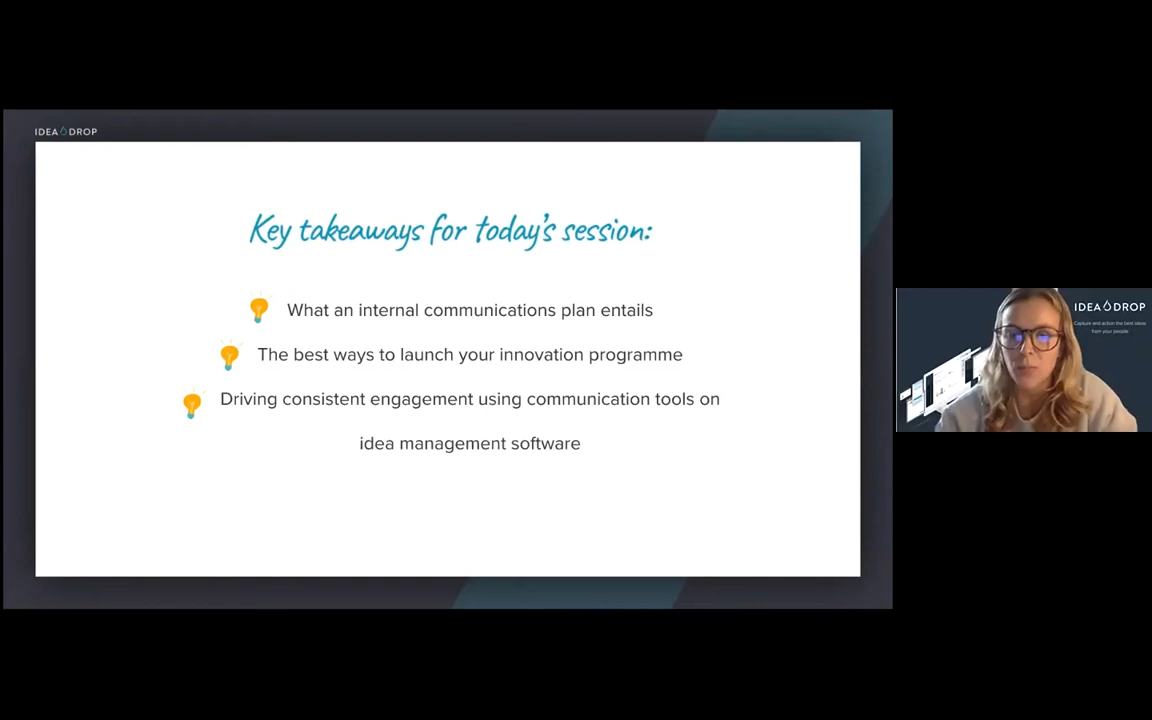 IDEA DROP
Key takeaways for today's session:
What an internal communications plan entails
The best ways to launch your innovation programme
Driving consistent engagement using communication tools on
idea management software
IDEA DROP
Capture and action the best ideas
from your people